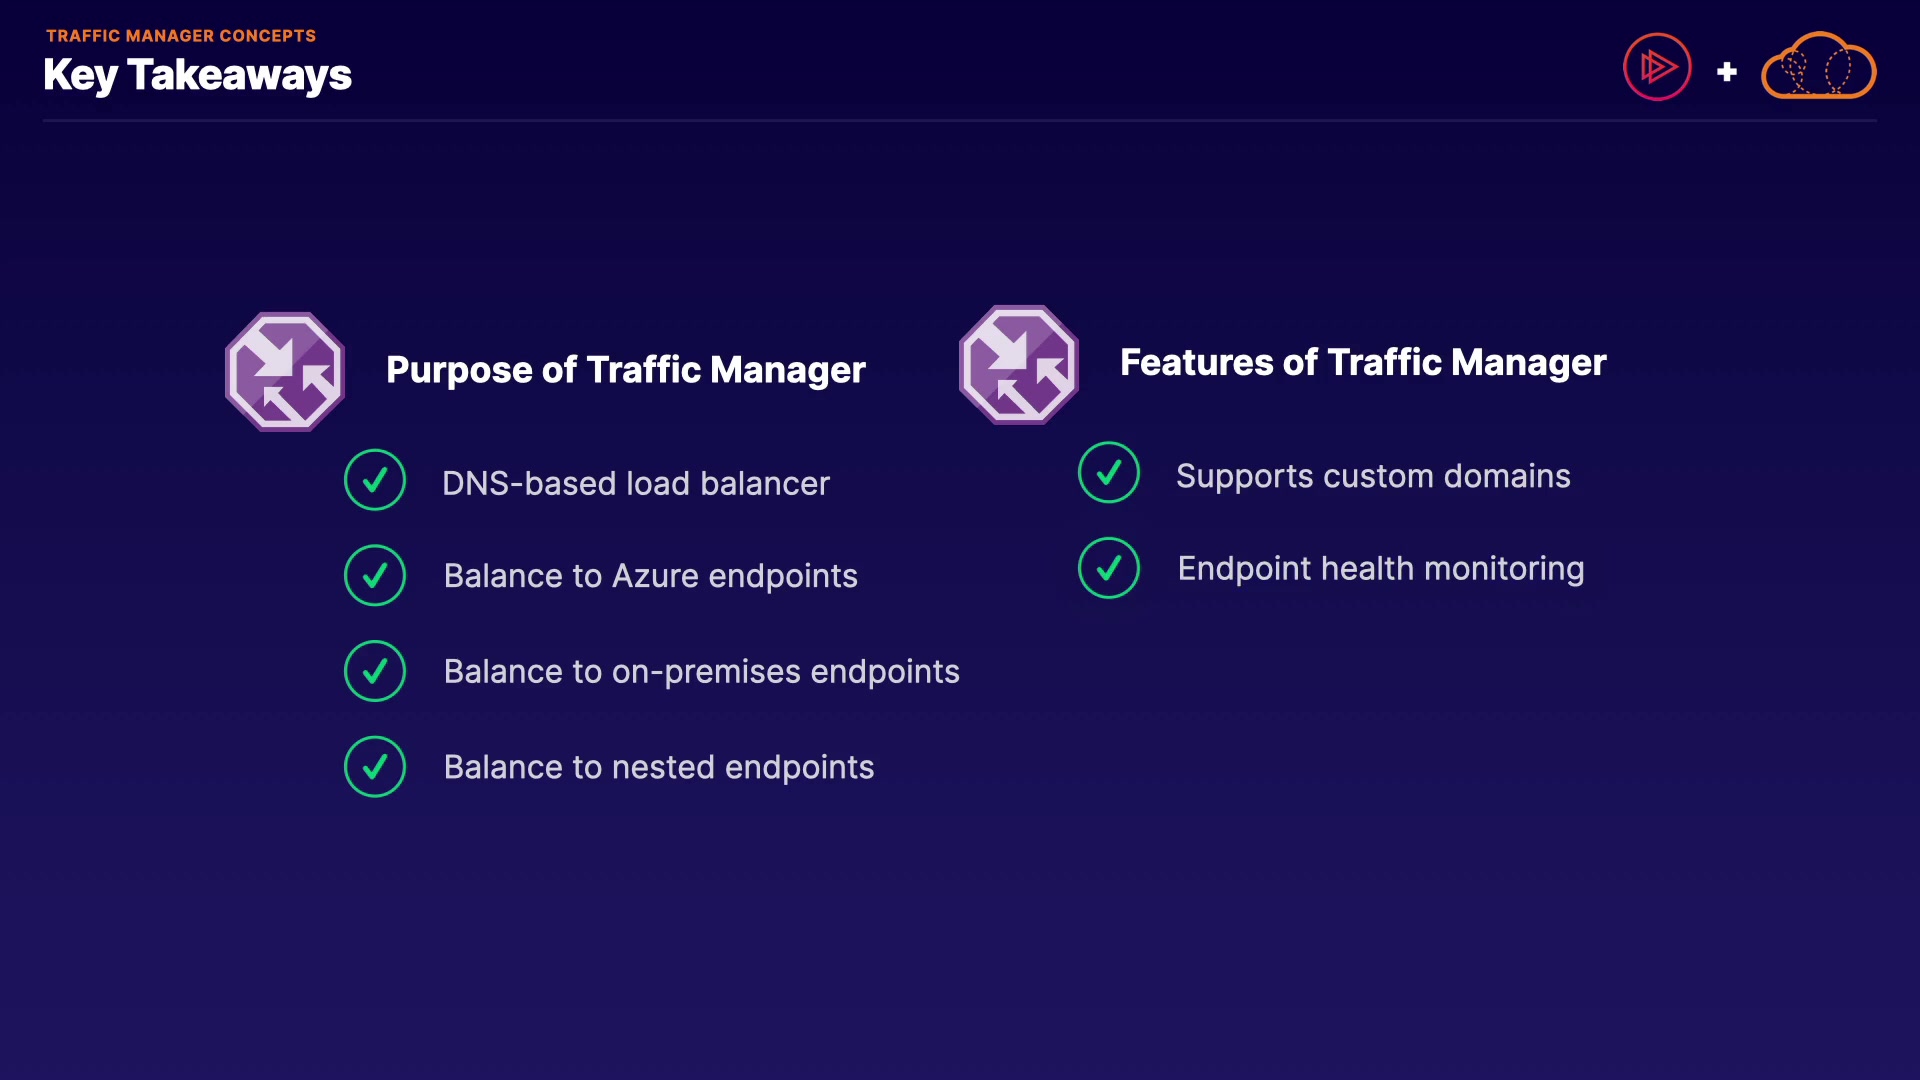 TRAFFIC MANAGER CONCEPTS
Key Takeaways
+
Purpose of Traffic Manager
DNS-based load balancer
Balance to Azure endpoints
Balance to on-premises endpoints
Balance to nested endpoints
Features of Traffic Manager
Supports custom domains
Endpoint health monitoring